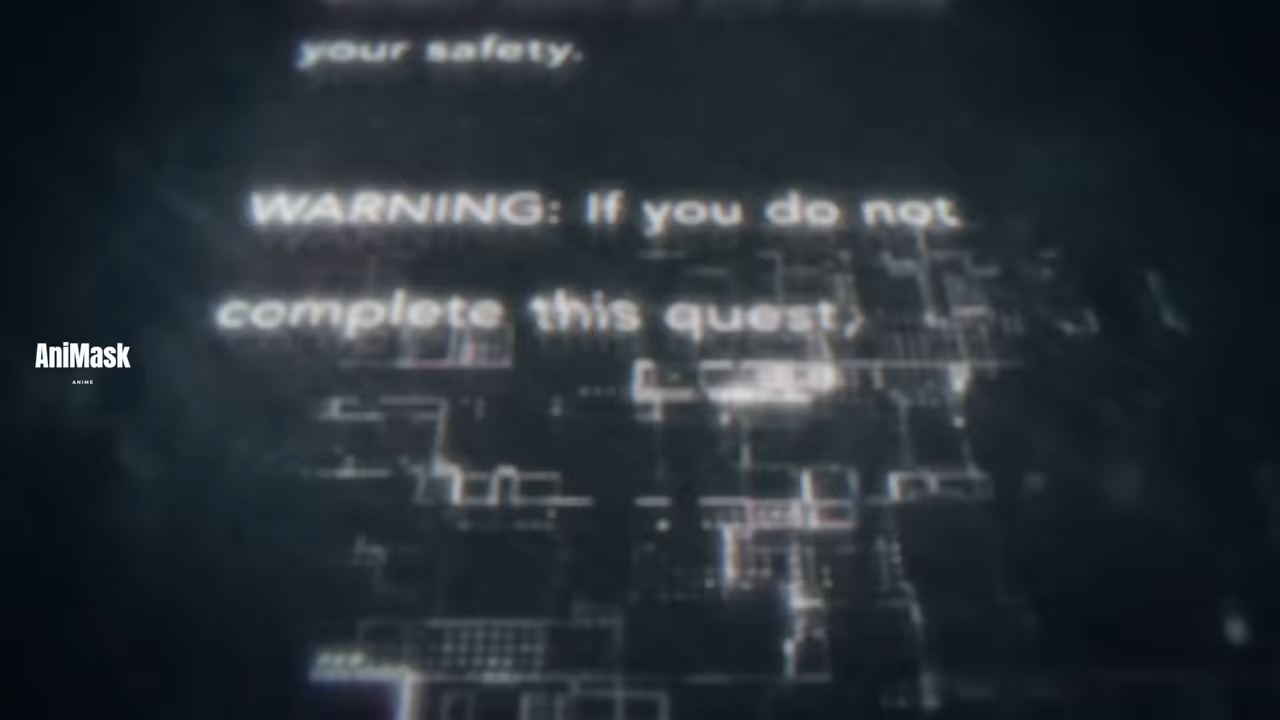 your safety.
WARNING: If you do not
complete this quest,
AniMask
ANIME